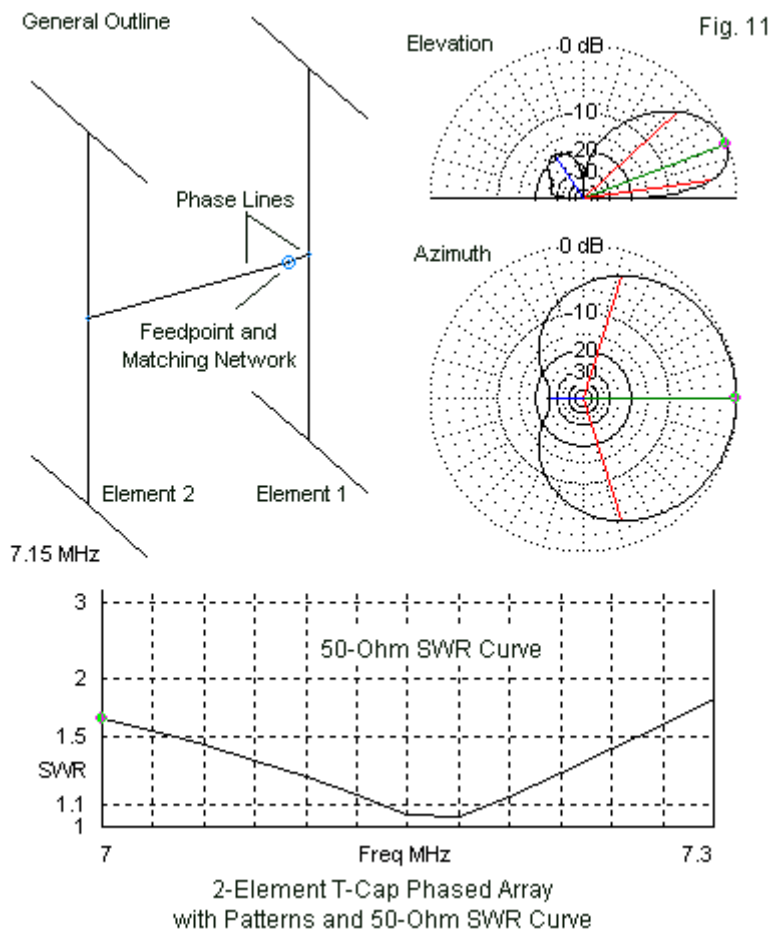 General Outline
Fig. 11
Elevation
0 dB
-10
20
30
Phase Lines
Azimuth
0 dB
-10
20
30
Feedpoint and
Matching Network
Element 2
Element 1
7.15 MHz
3
50-Ohm SWR Curve
2
1.5
SWR
1.1
1
7
Freq MHz
7.3
2-Element T-Cap Phased Array
with Patterns and 50-Ohm SWR Curve